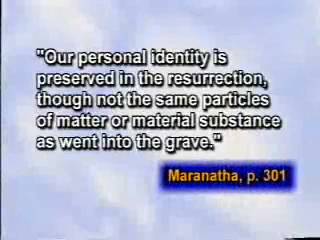 "Our personal identity is
preserved in the resurrection,
though not the same particles
of matter or material substance
as went into the grave."
Maranatha, p. 301